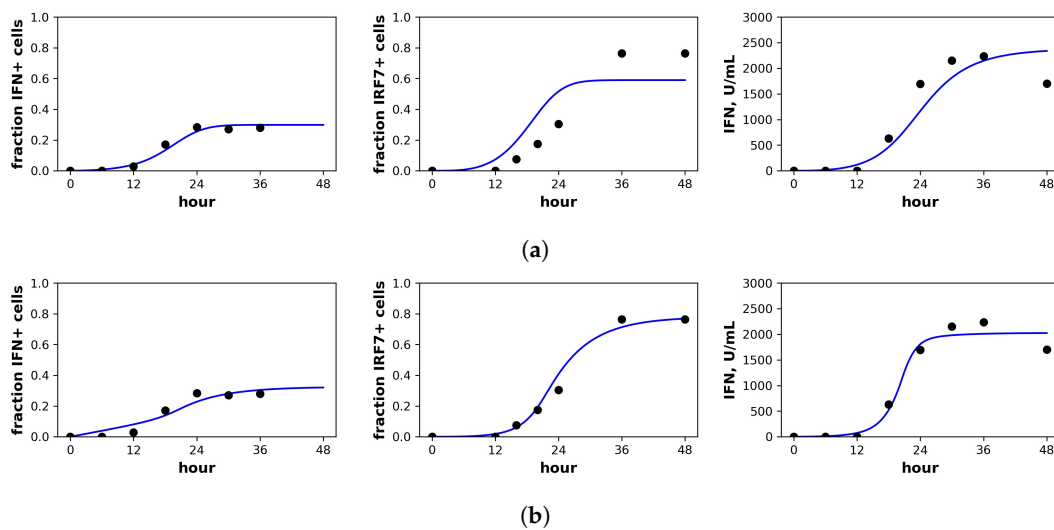 1.0
0.8
0.6
0.4
0.2
0.0
0 12 24 36 48
hour
fraction IFN+ cells
1.0
0.8
0.6
0.4
0.2
0.0
0 12 24 36 48
hour
fraction IRF7+ cells
3000
2500
2000
1500
1000
500
0
0 12 24 36 48
hour
IFN, U/mL
(a)
1.0
0.8
0.6
0.4
0.2
0.0
0 12 24 36 48
hour
fraction IFN+ cells
1.0
0.8
0.6
0.4
0.2
0.0
0 12 24 36 48
hour
fraction IRF7+ cells
3000
2500
2000
1500
1000
500
0
0 12 24 36 48
hour
IFN, U/mL
(b)